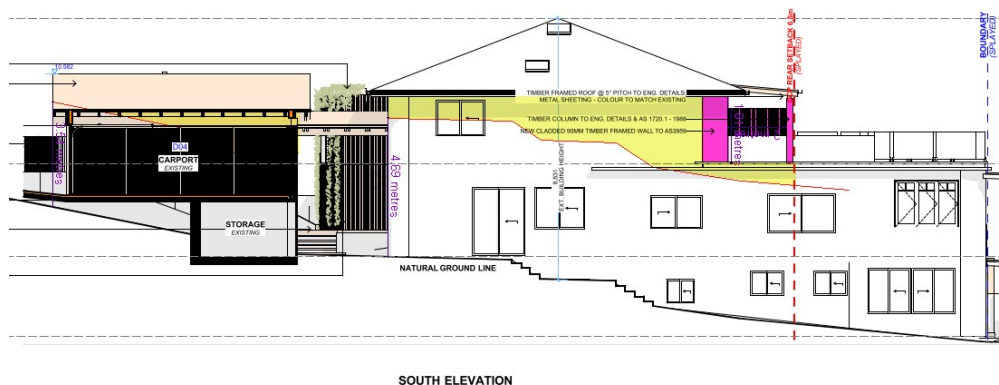 0.582
TIMBER FRAMED ROOF @ 5° PITCH TO ENG. DETAILS
METAL SHEETING - COLOUR TO MATCH EXISTING
TIMBER COLUMN TO ENG. DETAILS & AS 1720.1 - 1988
NEW CLADDED 90MM TIMBER FRAMED WALL TO AS3959
REAR SETBACK
(SPLAYED)
BOUNDARY
(SPLAYED)
D04
CARPORT
EXISTING
metres
4.69 metres
6,831
EXT. BUILDING HEIGHT
STORAGE
EXISTING
NATURAL GROUND LINE
SOUTH ELEVATION